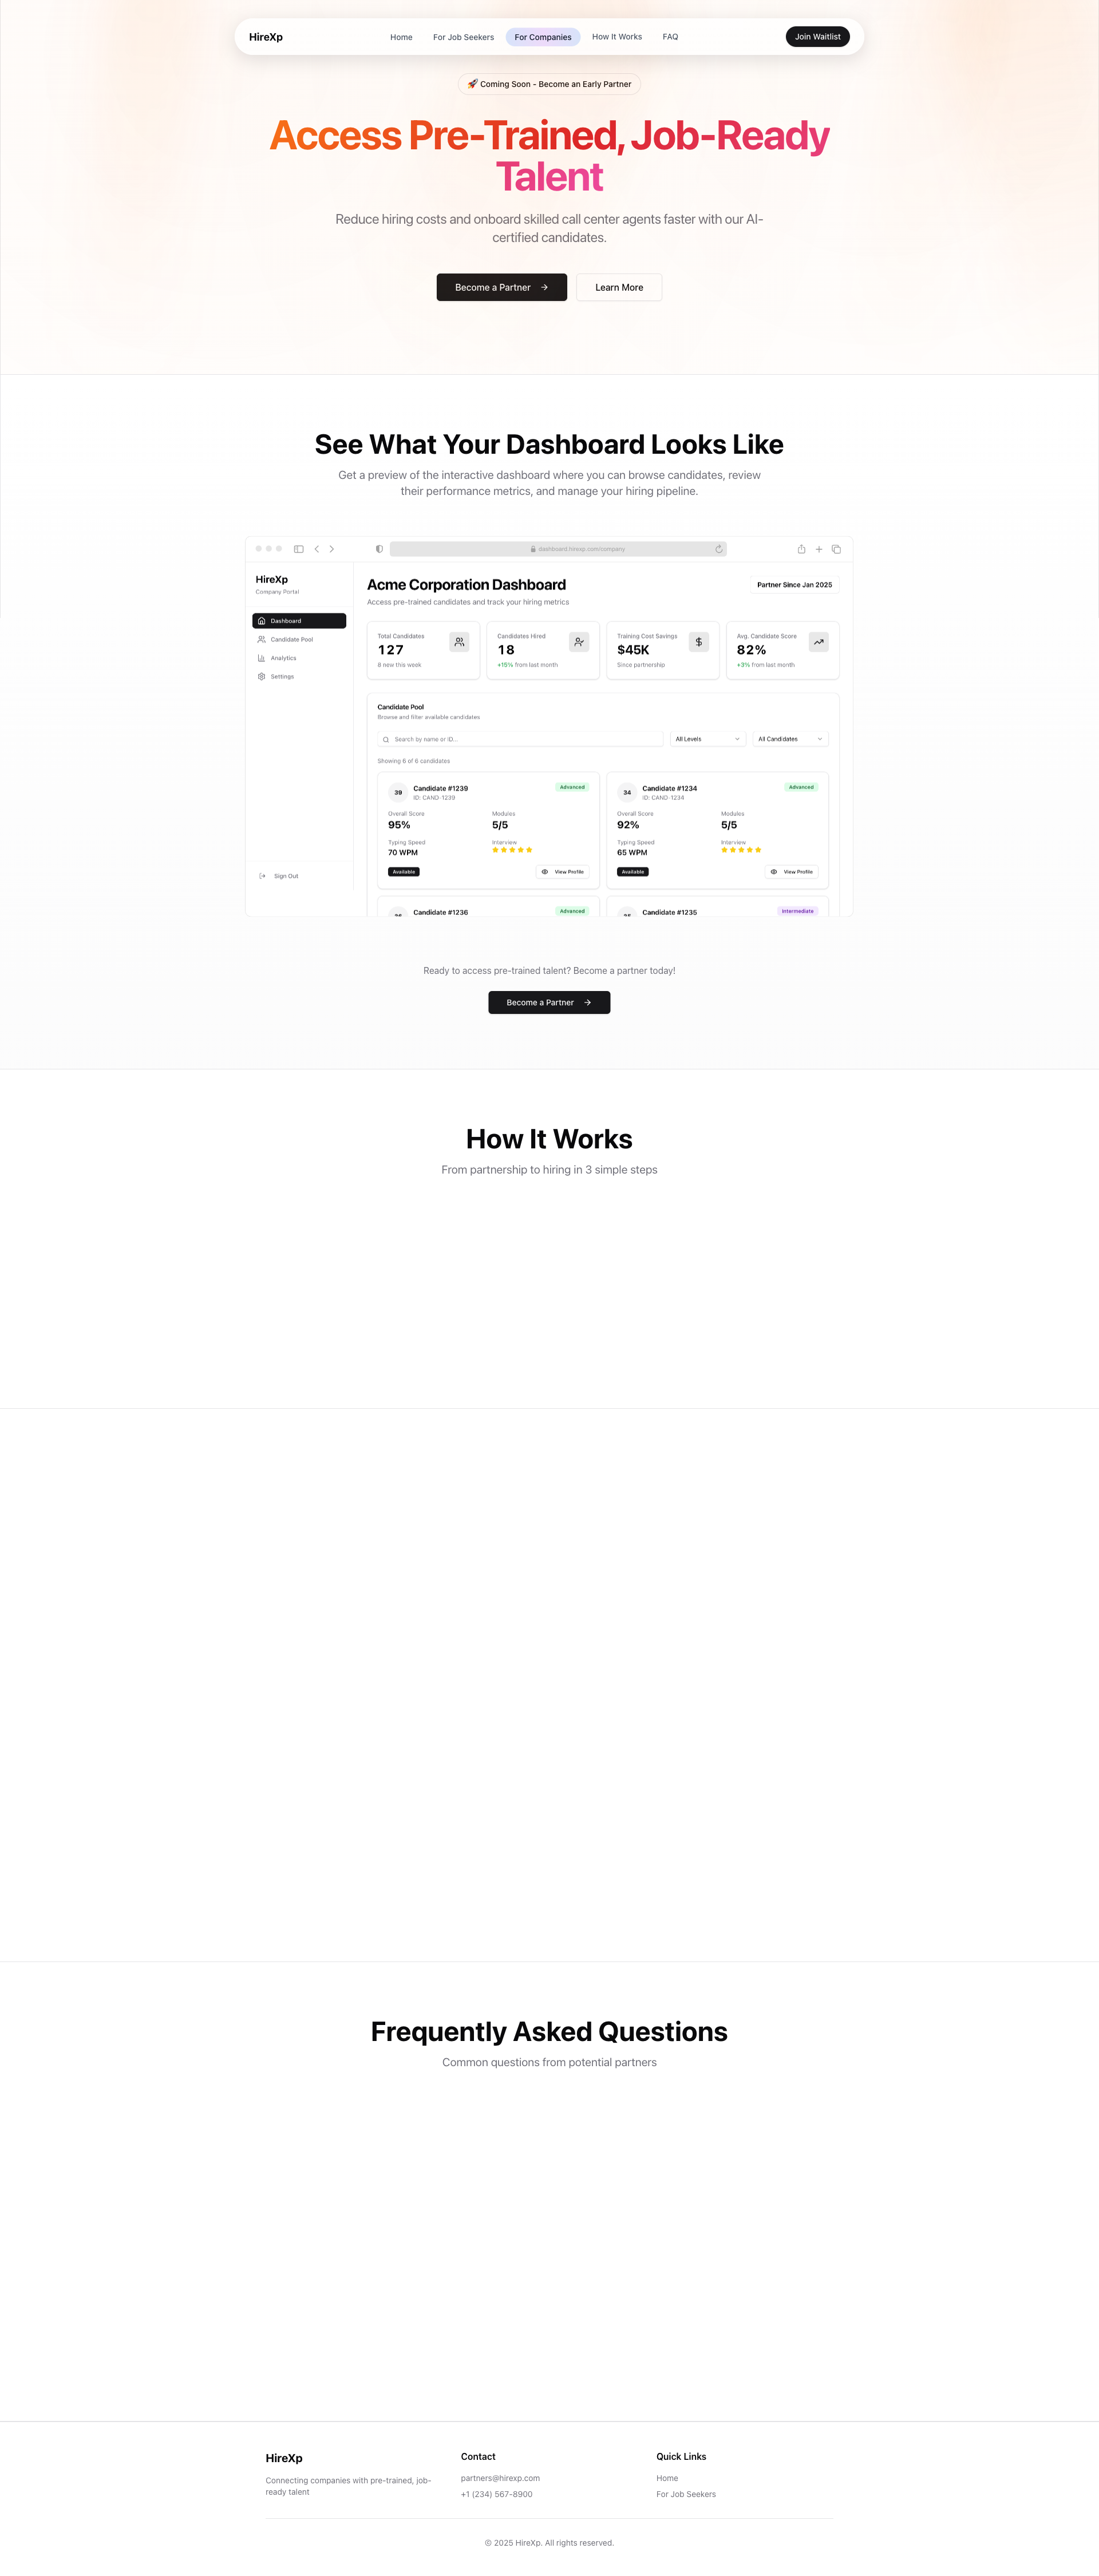 HireXp
Home
For Job Seekers
For Companies
How It Works
FAQ
Join Waitlist
🚀 Coming Soon - Become an Early Partner
Access Pre-Trained, Job-Ready
Talent
Reduce hiring costs and onboard skilled call center agents faster with our AI-
certified candidates.
Become a Partner
Learn More
See What Your Dashboard Looks Like
Get a preview of the interactive dashboard where you can browse candidates, review
their performance metrics, and manage your hiring pipeline.
dashboard.hirexp.com/company
HireXp
Company Portal
Dashboard
Candidate Pool
Analytics
Settings
Sign Out
Acme Corporation Dashboard
Access pre-trained candidates and track your hiring metrics
Partner Since Jan 2025
Total Candidates
127
8 new this week
Candidates Hired
18
+15% from last month
Training Cost Savings
$45K
Since partnership
Avg. Candidate Score
82%
+3% from last month
Candidate Pool
Browse and filter available candidates
Search by name or ID...
All Levels
All Candidates
Showing 6 of 6 candidates
39
Candidate #1239
ID: CAND-1239
Advanced
Overall Score
95%
Modules
5/5
Typing Speed
70 WPM
Interview
Available
View Profile
34
Candidate #1234
ID: CAND-1234
Advanced
Overall Score
92%
Modules
5/5
Typing Speed
65 WPM
Interview
Available
View Profile
Candidate #1236
Advanced
Candidate #1235
Intermediate
Ready to access pre-trained talent? Become a partner today!
Become a Partner
How It Works
From partnership to hiring in 3 simple steps
Frequently Asked Questions
Common questions from potential partners
HireXp
Connecting companies with pre-trained, job-
ready talent
Contact
partners@hirexp.com
+1 (234) 567-8900
Quick Links
Home
For Job Seekers
© 2025 HireXp. All rights reserved.